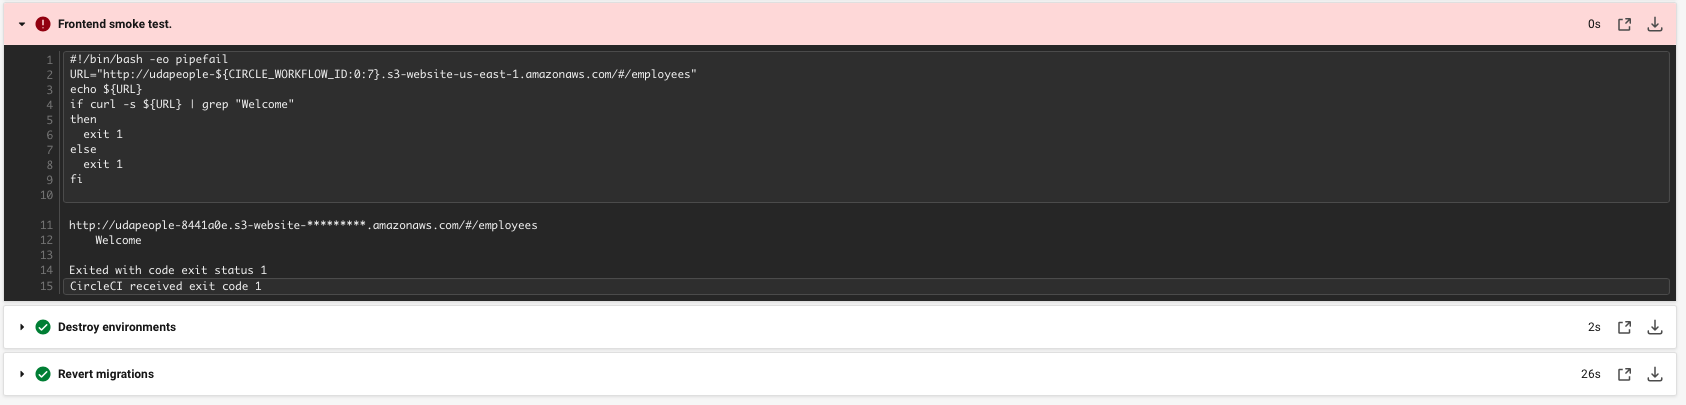 Frontend smoke test. 0s
1 #!/bin/bash -eo pipefail
2 URL="http://udapeople-${CIRCLE_WORKFLOW_ID:0:7}.s3-website-us-east-1.amazonaws.com/#/employees"
3 echo ${URL}
4 if curl -s ${URL} | grep "Welcome"
5 then
6   exit 1
7 else
8   exit 1
9 fi
10
11 http://udapeople-8441a0e.s3-website-*********.amazonaws.com/#/employees
12     Welcome
13
14 Exited with code exit status 1
15 CircleCI received exit code 1
Destroy environments 2s
Revert migrations 26s